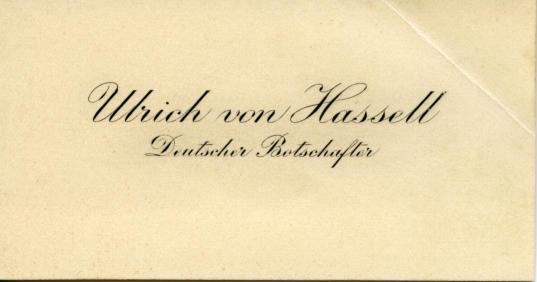 Ulrich von Hassell
Deutscher Botschafter